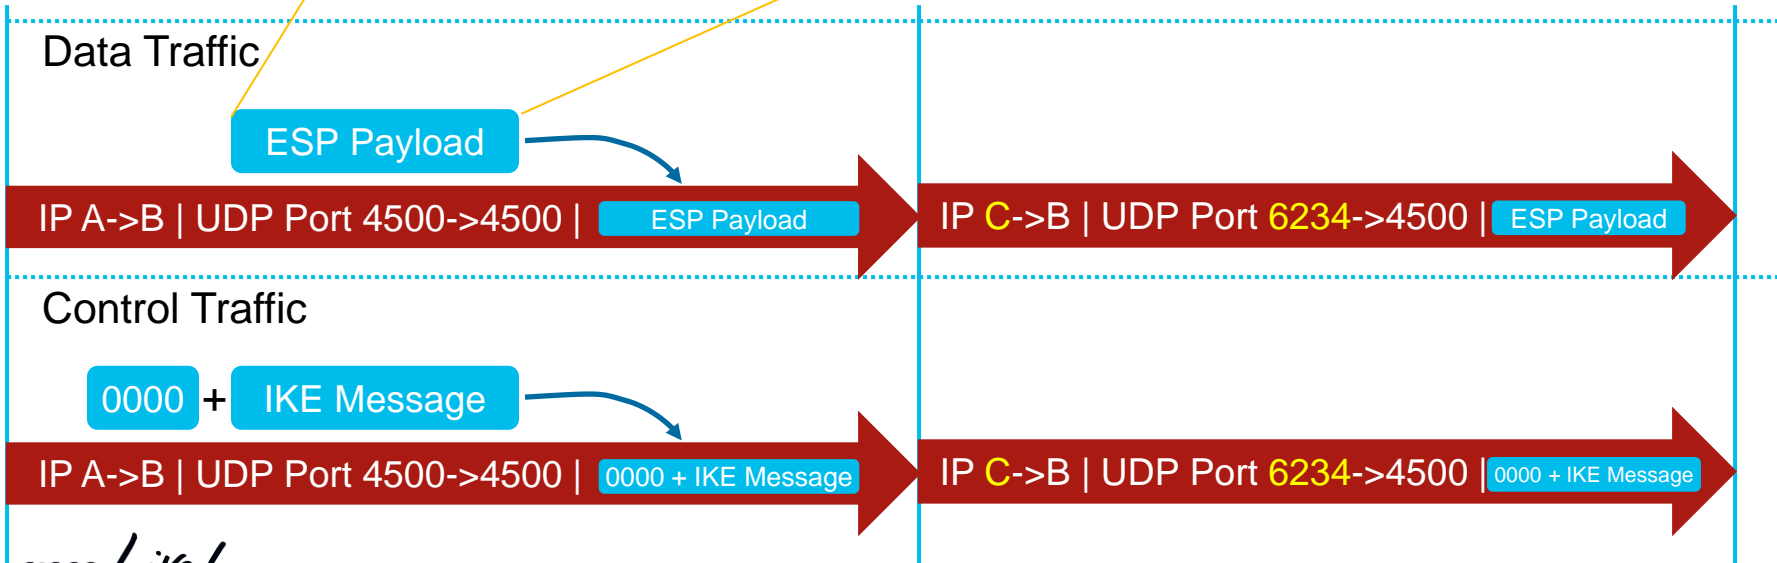 Data Traffic
ESP Payload
IP A->B | UDP Port 4500->4500 | ESP Payload
IP C->B | UDP Port 6234->4500 | ESP Payload
Control Traffic
0000 + IKE Message
IP A->B | UDP Port 4500->4500 | 0000 + IKE Message
IP C->B | UDP Port 6234->4500 | 0000 + IKE Message